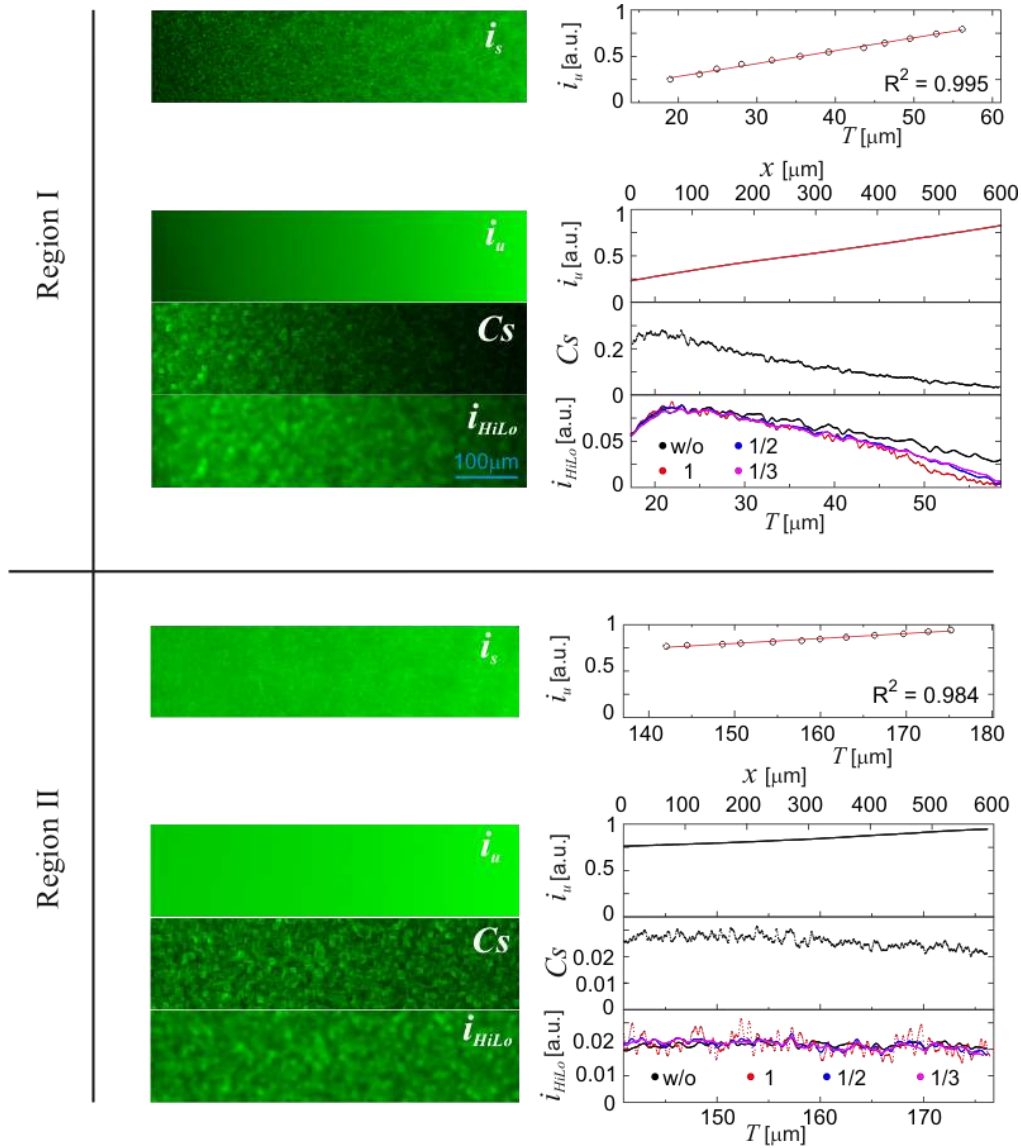 Region I
i_s
i_u [a.u.]
1
0.5
0
R² = 0.995
20 30 40 50 60
T [μm]
x [μm]
0 100 200 300 400 500 600
i_u
i_u [a.u.]
1
0.5
0
Cs
Cs
0.2
0
i_HiLo
100μm
i_HiLo [a.u.]
0.05
0
w/o 1/2
1 1/3
20 30 40 50
T [μm]
Region II
i_s
i_u [a.u.]
1
0.5
0
R² = 0.984
140 150 160 170 180
T [μm]
x [μm]
0 100 200 300 400 500 600
i_u
i_u [a.u.]
1
0.5
0
Cs
Cs
0.02
0.01
0
i_HiLo
i_HiLo [a.u.]
0.02
0.01
0
w/o 1 1/2 1/3
150 160 170
T [μm]